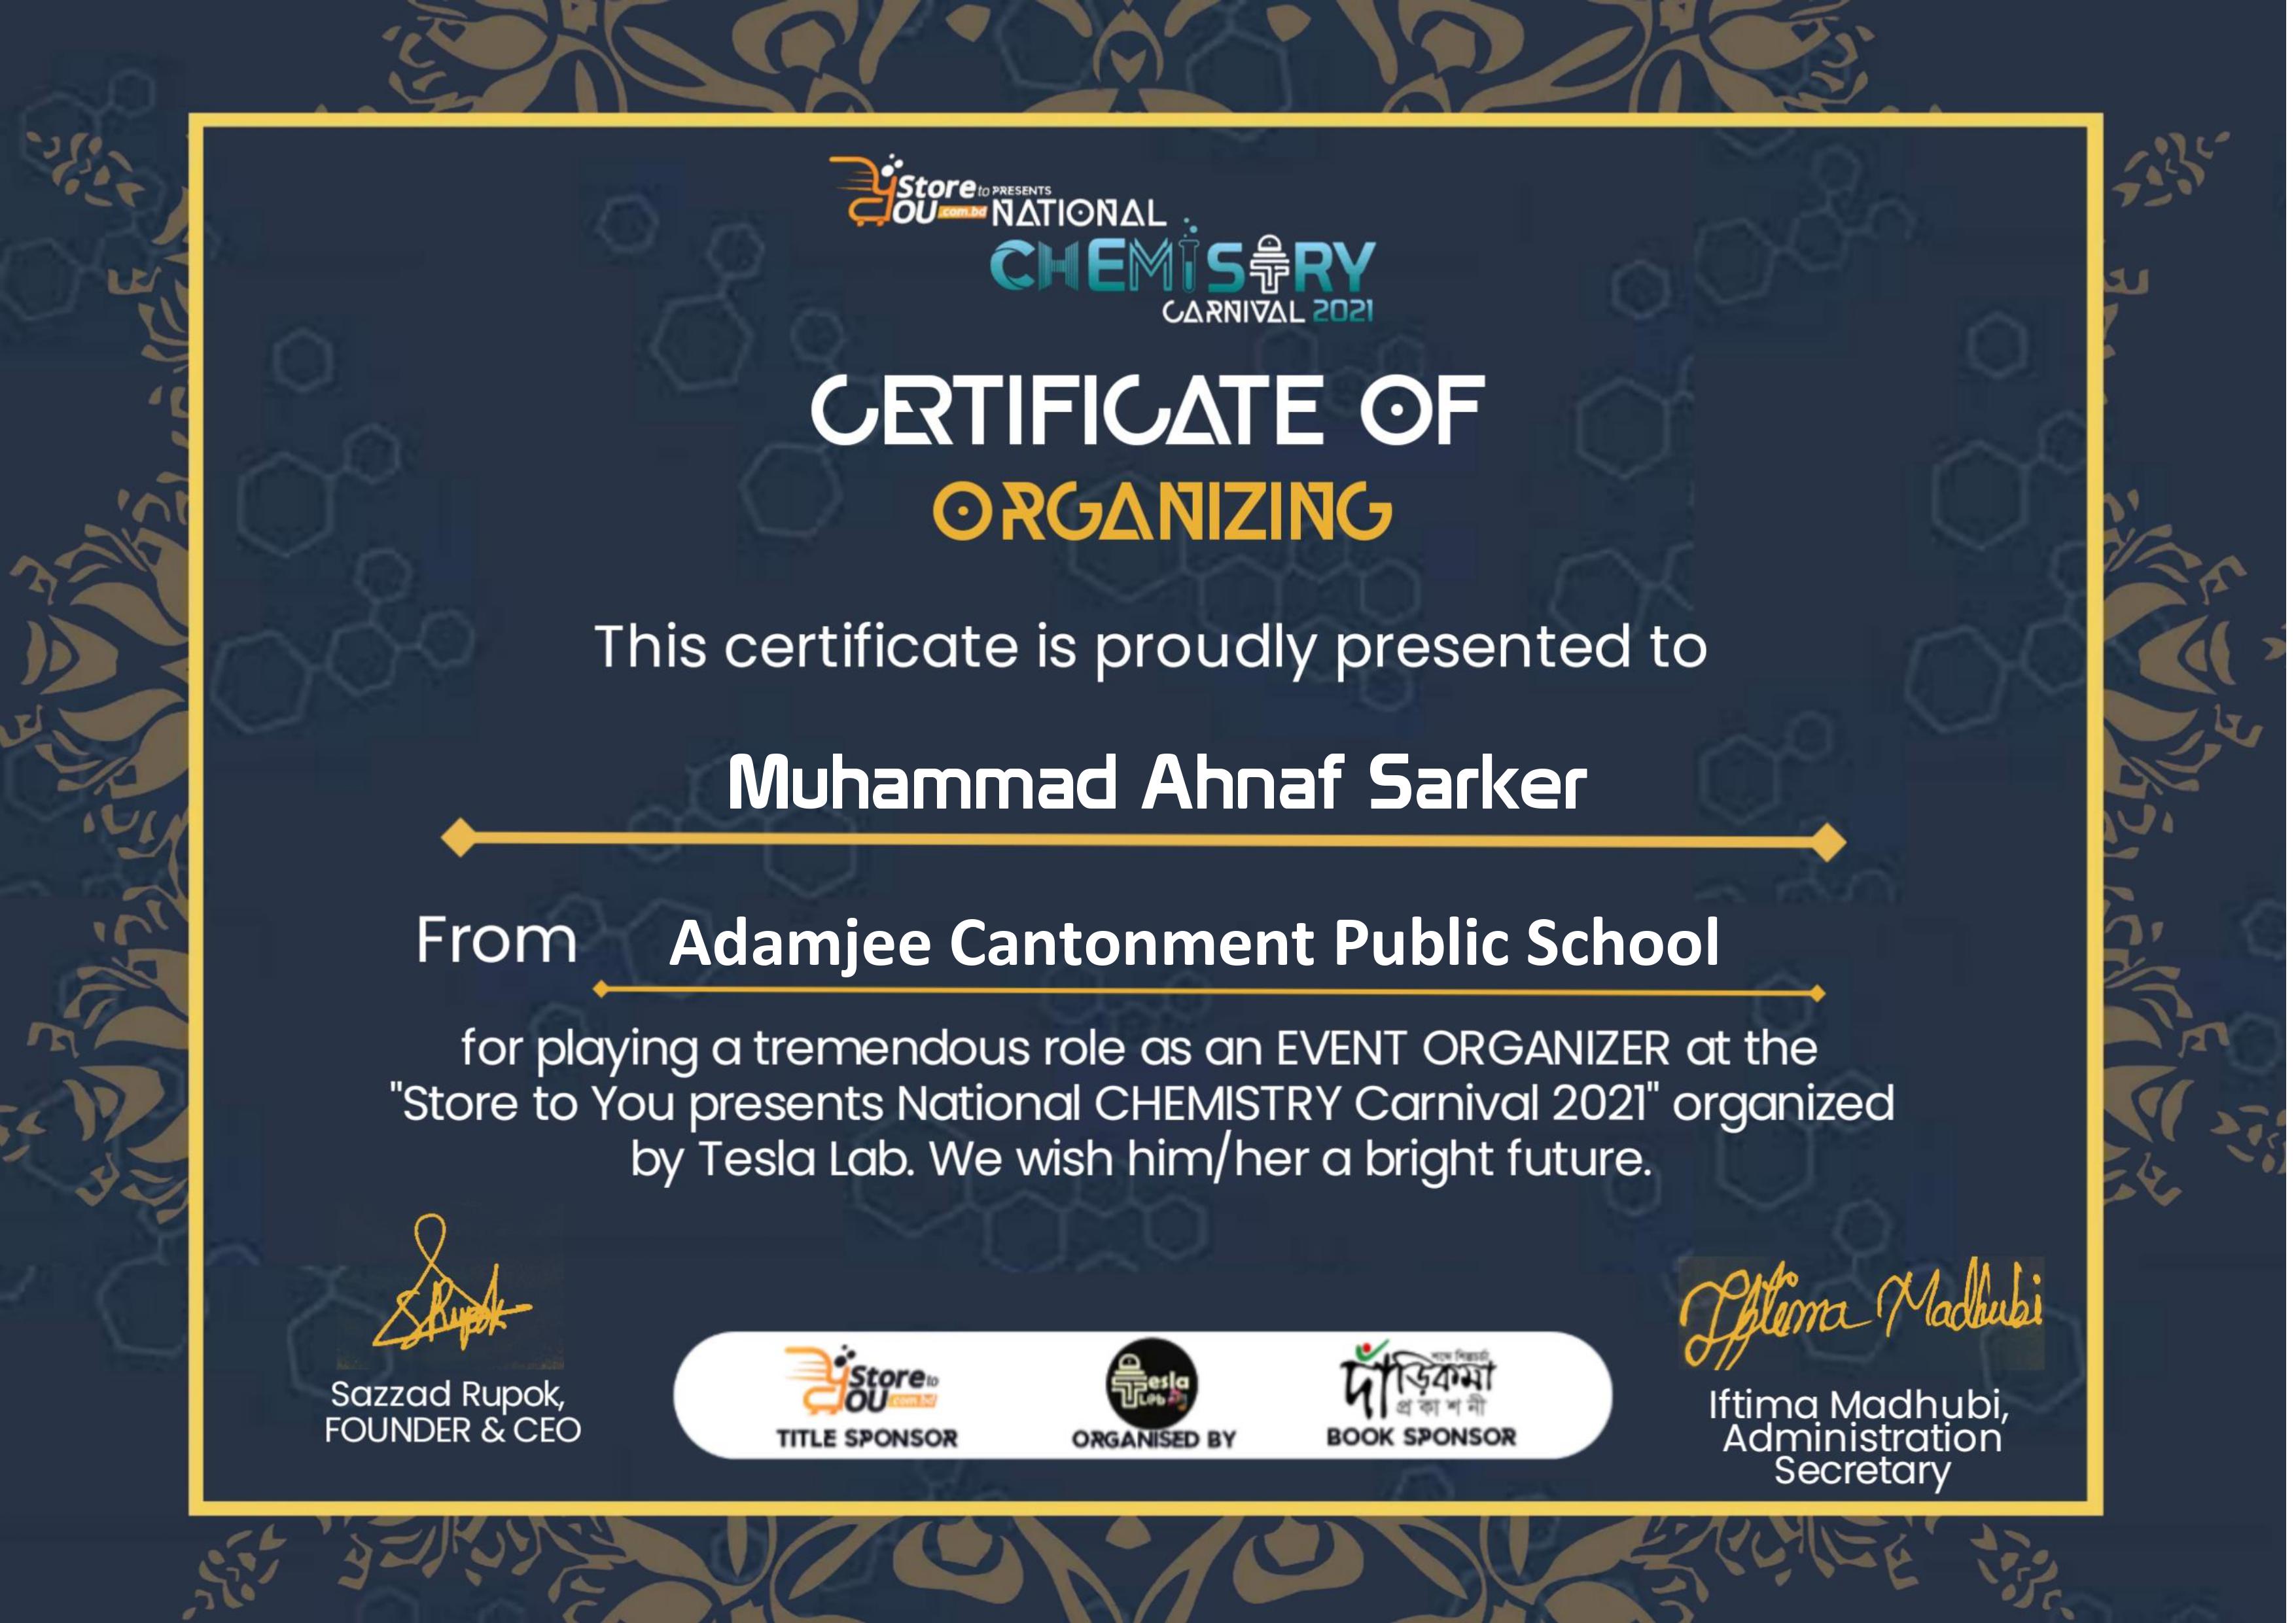 Store to PRESENTS
YOU .com.bd NATIONAL
CHEMISTRY
CARNIVAL 2021
CERTIFICATE OF
ORGANIZING
This certificate is proudly presented to
Muhammad Ahnaf Sarker
From Adamjee Cantonment Public School
for playing a tremendous role as an EVENT ORGANIZER at the
"Store to You presents National CHEMISTRY Carnival 2021" organized
by Tesla Lab. We wish him/her a bright future.
SRupok
Sazzad Rupok,
FOUNDER & CEO
Store to
YOU .com.bd
TITLE SPONSOR
Tesla
Lab
ORGANISED BY
দাঁড়িকমা
প্রকাশনী
BOOK SPONSOR
Iftima Madhubi
Iftima Madhubi,
Administration
Secretary